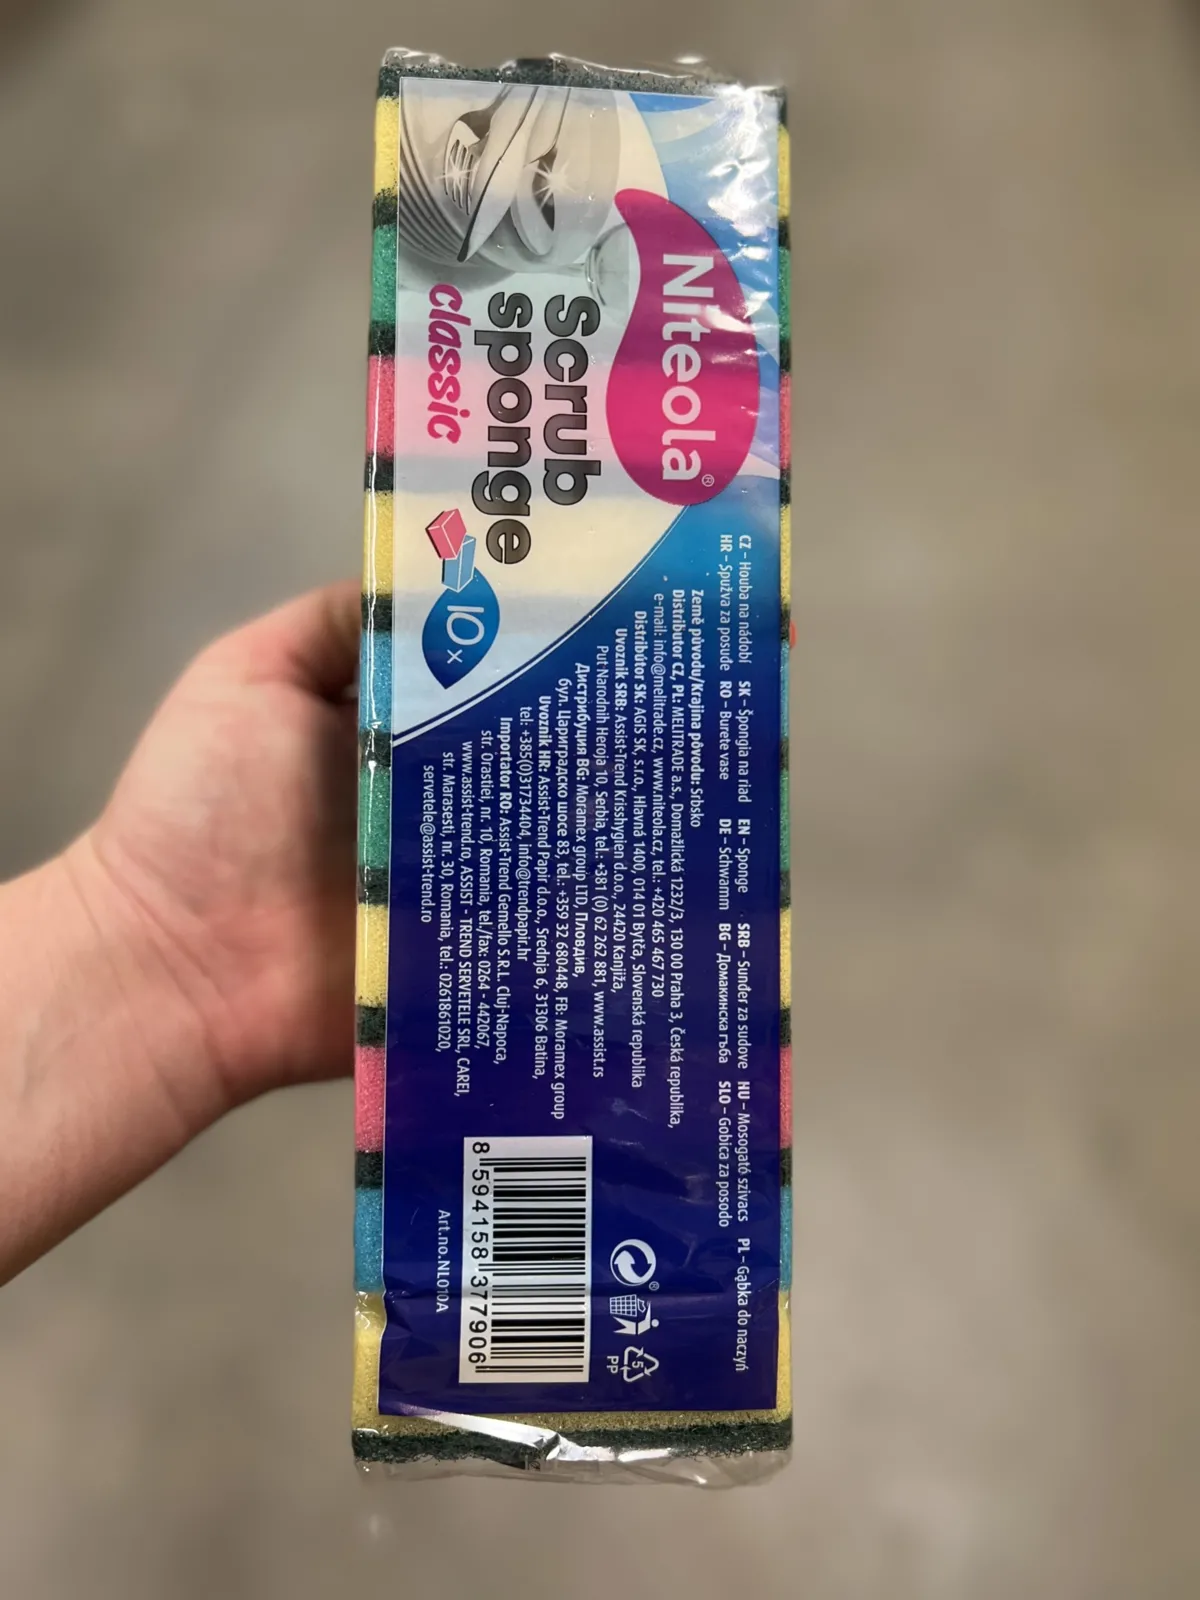 Niteola®
scrub
sponge
classic
10×
CZ – Houba na nádobí SK – Špongia na riad EN – Sponge SRB – Sunđer za sudove HU – Mosogató szivacs PL – Gąbka do naczyń
HR – Spužva za posuđe RO – Burete vase DE – Schwamm BG – Домакинска гъба SLO – Gobica za posodo
Země původu/Krajina pôvodu: Srbsko
Distributor CZ, PL: MELITRADE a.s., Domažlická 1232/3, 130 00 Praha 3, Česká republika,
e-mail: info@melitrade.cz, www.niteola.cz, tel.: +420 465 467 730
Distribútor SK: AGIS SK, s.r.o., Hlavná 1400, 014 01 Bytča, Slovenská republika
Uvoznik SRB: Assist-Trend Krisshygien d.o.o., 24420 Kanjiža,
Put Narodnih Heroja 10, Serbia, tel.: +381 (0) 62 262 881, www.assist.rs
Дистрибуция BG: Moramex group LTD, Пловдив,
бул. Цариградско шосе 83, tel.: +359 32 680448, FB: Moramex group
Uvoznik HR: Assist-Trend Papir d.o.o., Srednja 6, 31306 Batina,
tel: +385(0)31734404, info@trendpapir.hr
Importator RO: Assist-Trend Gennello S.R.L. Cluj-Napoca,
str. Orastiei, nr. 10, Romania, tel/fax: 0264 - 442067,
www.assist-trend.ro, ASSIST - TREND SERVETELE SRL, CAREI,
str. Marasesti, nr. 30, Romania, tel.: 0261861020,
servetele@assist-trend.ro
8 594158 377906
Art.no.NL010A
®
5
PP